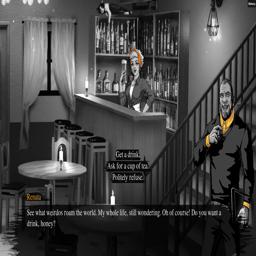 Get a drink.
Ask for a cup of tea.
Politely refuse.
Renata
See what weirdos roam the world. My whole life, still wondering. Oh of course! Do you want a
drink, honey?